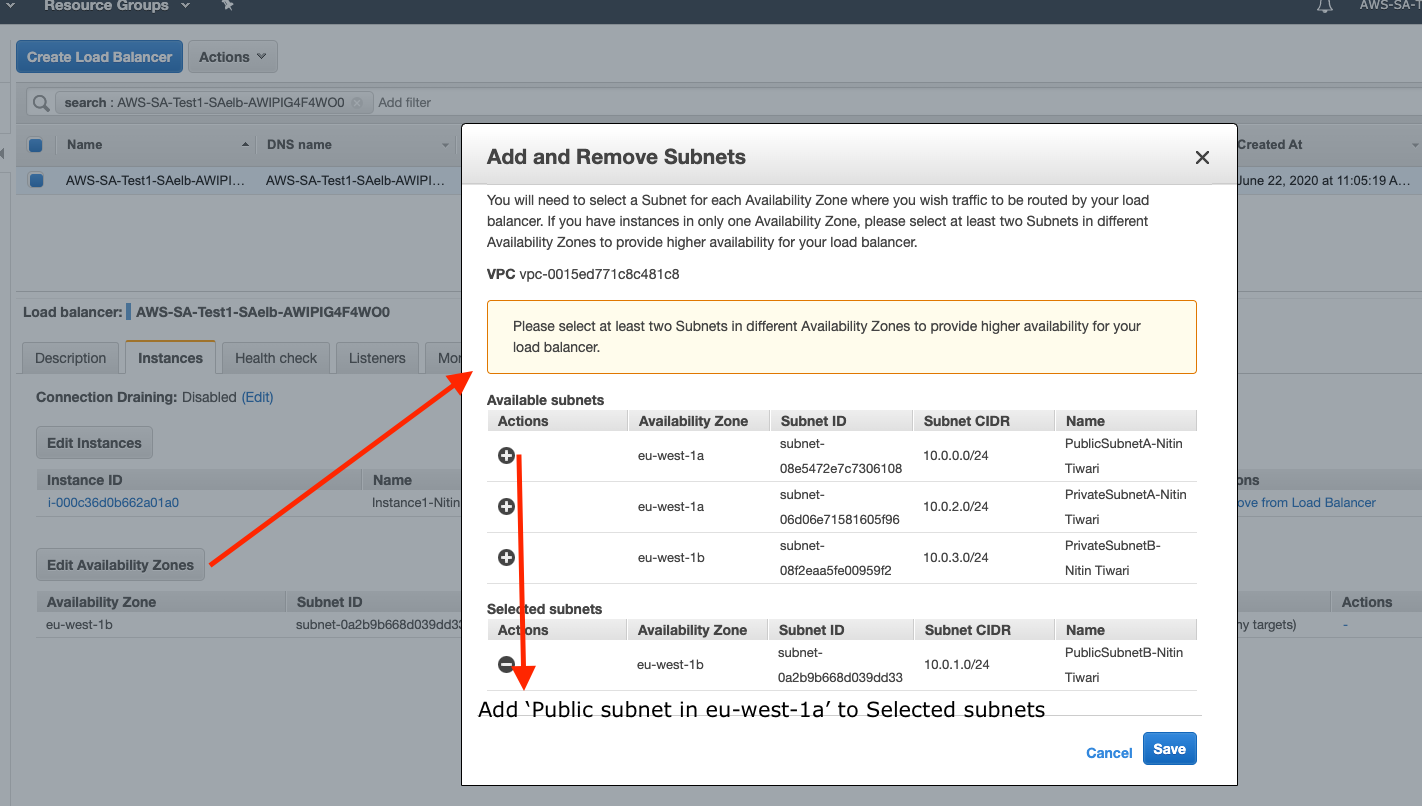 Resource Groups
AWS-SA-T
Create Load Balancer Actions
search : AWS-SA-Test1-SAelb-AWIPIG4F4WO0 Add filter
Name DNS name Created At
AWS-SA-Test1-SAelb-AWIPI... AWS-SA-Test1-SAelb-AWIPI... June 22, 2020 at 11:05:19 A...
Load balancer: AWS-SA-Test1-SAelb-AWIPIG4F4WO0
Description Instances Health check Listeners Mor
Connection Draining: Disabled (Edit)
Edit Instances
Instance ID Name ons
i-000c36d0b662a01a0 Instance1-Nitin ove from Load Balancer
Edit Availability Zones
Availability Zone Subnet ID Actions
eu-west-1b subnet-0a2b9b668d039dd33 ny targets) -
Add and Remove Subnets
You will need to select a Subnet for each Availability Zone where you wish traffic to be routed by your load
balancer. If you have instances in only one Availability Zone, please select at least two Subnets in different
Availability Zones to provide higher availability for your load balancer.
VPC vpc-0015ed771c8c481c8
Please select at least two Subnets in different Availability Zones to provide higher availability for your
load balancer.
Available subnets
Actions Availability Zone Subnet ID Subnet CIDR Name
eu-west-1a subnet-08e5472e7c7306108 10.0.0.0/24 PublicSubnetA-Nitin Tiwari
eu-west-1a subnet-06d06e71581605f96 10.0.2.0/24 PrivateSubnetA-Nitin Tiwari
eu-west-1b subnet-08f2eaa5fe00959f2 10.0.3.0/24 PrivateSubnetB-Nitin Tiwari
Selected subnets
Actions Availability Zone Subnet ID Subnet CIDR Name
eu-west-1b subnet-0a2b9b668d039dd33 10.0.1.0/24 PublicSubnetB-Nitin Tiwari
Add ‘Public subnet in eu-west-1a’ to Selected subnets
Cancel Save